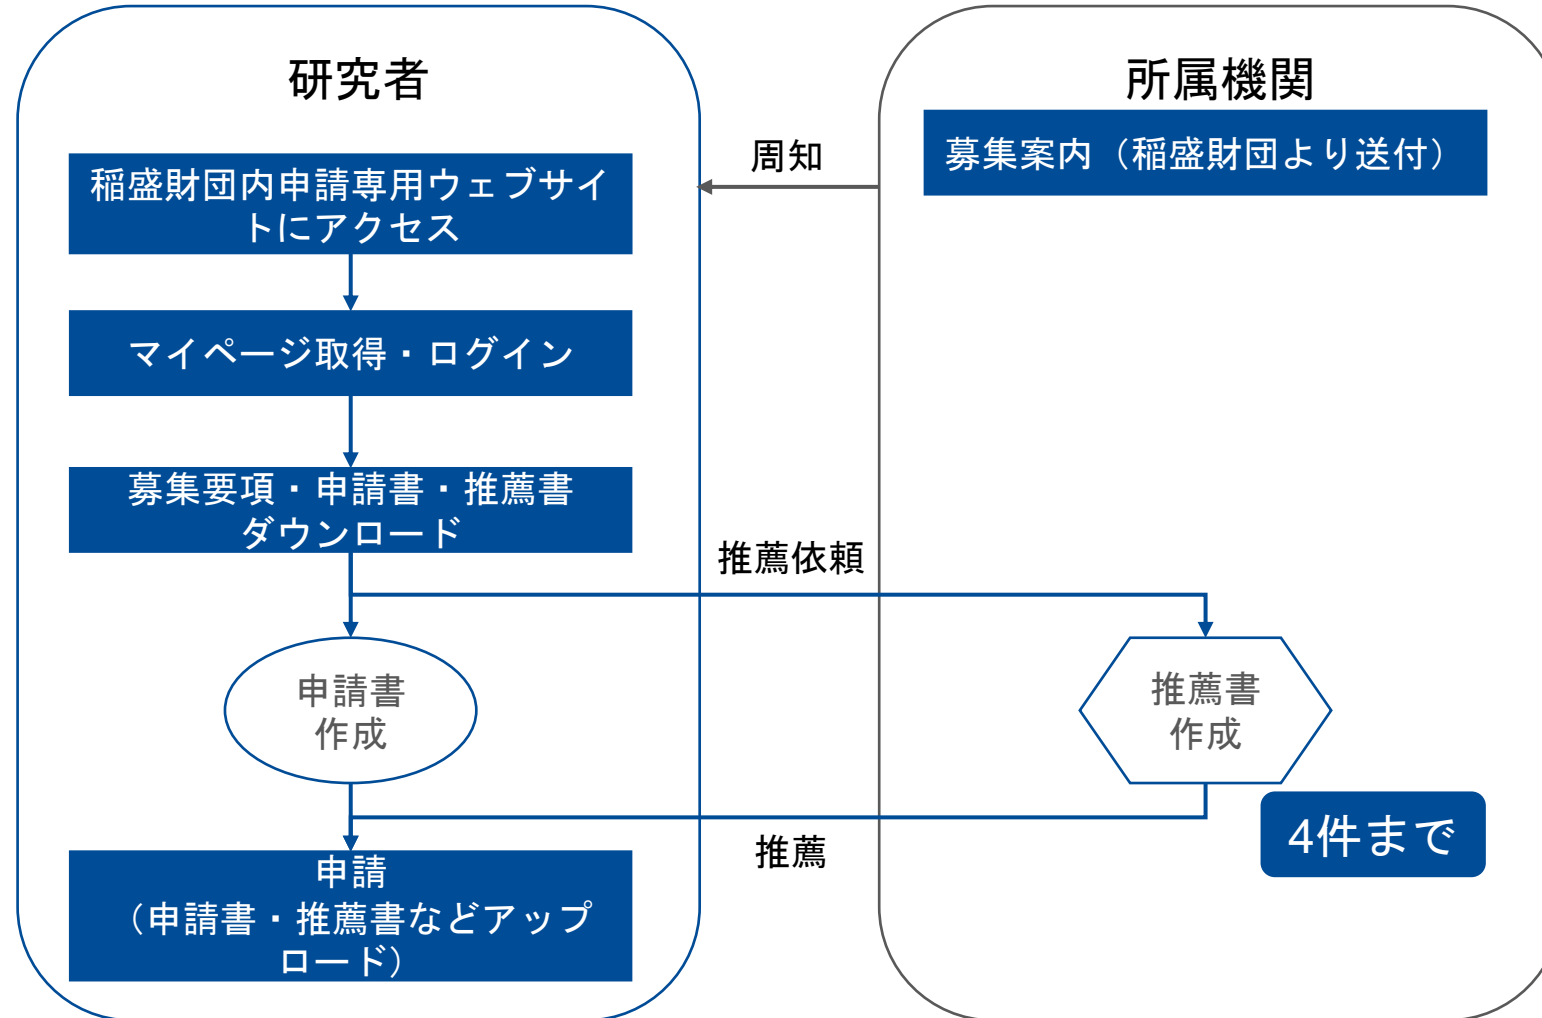 研究者
稲盛財団内申請専用ウェブサイ
トにアクセス
マイページ取得・ログイン
募集要項・申請書・推薦書
ダウンロード
申請書
作成
申請
（申請書・推薦書などアップ
ロード）
周知
推薦依頼
推薦
所属機関
募集案内（稲盛財団より送付）
推薦書
作成
4件まで